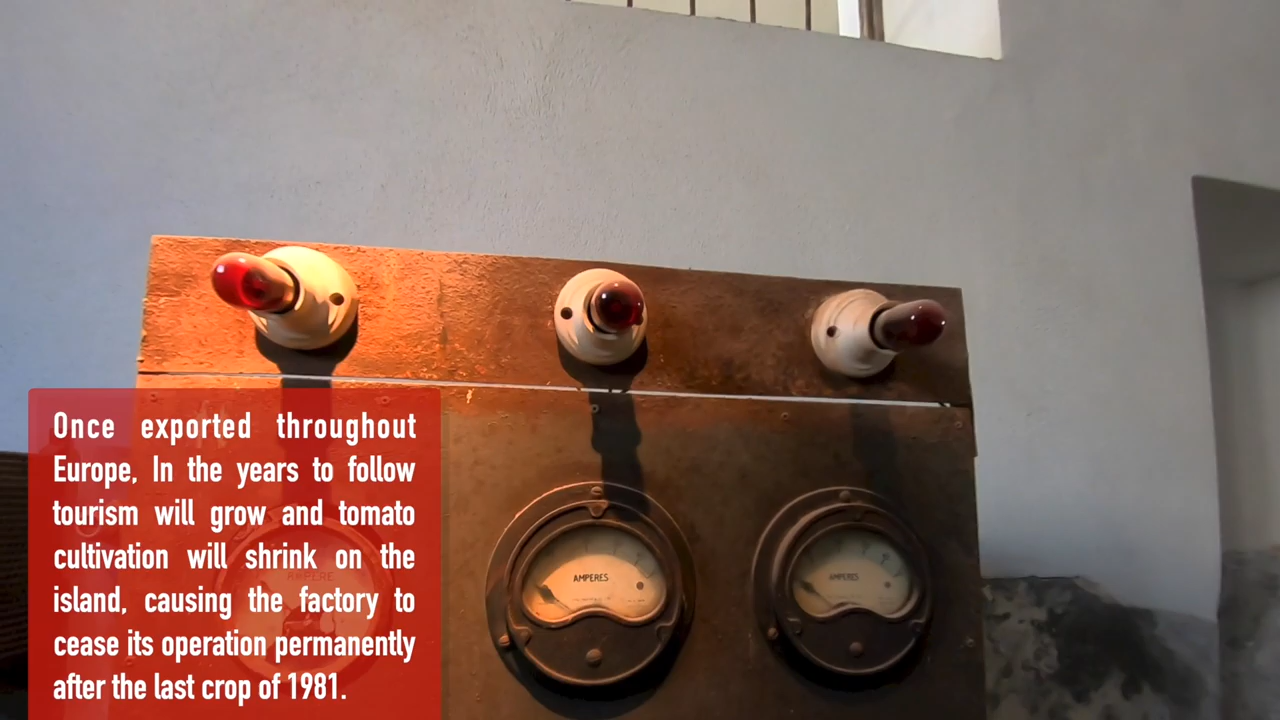 Once exported throughout
Europe, In the years to follow
tourism will grow and tomato
cultivation will shrink on the
island, causing the factory to
cease its operation permanently
after the last crop of 1981.
AMPERE
AMPERES
AMPERES